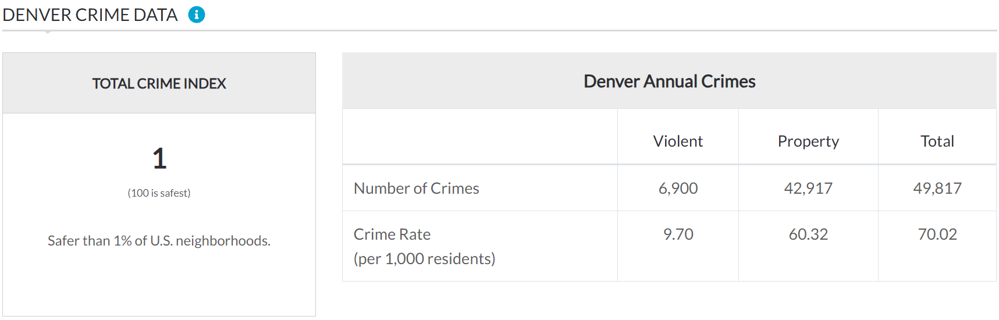 DENVER CRIME DATA
TOTAL CRIME INDEX
1
(100 is safest)
Safer than 1% of U.S. neighborhoods.
Denver Annual Crimes
Violent Property Total
Number of Crimes 6,900 42,917 49,817
Crime Rate 9.70 60.32 70.02
(per 1,000 residents)